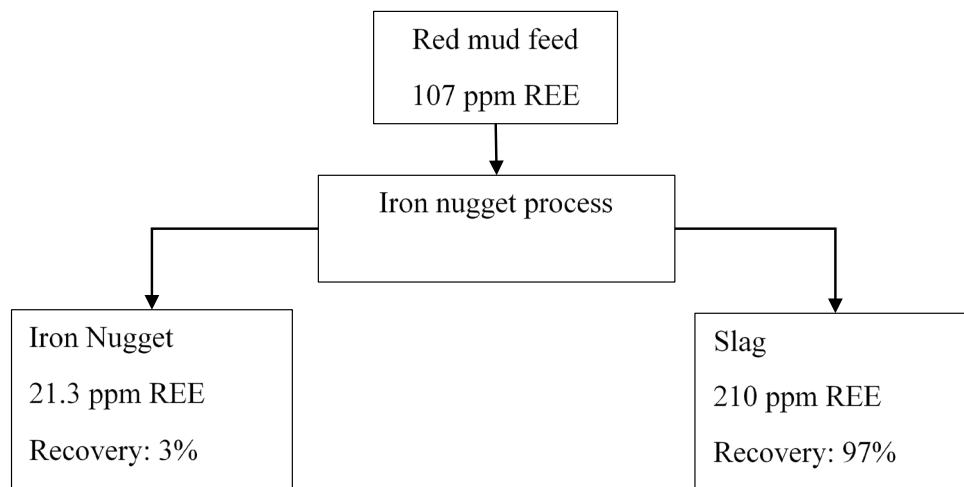 Red mud feed
107 ppm REE
Iron nugget process
Iron Nugget
21.3 ppm REE
Recovery: 3%
Slag
210 ppm REE
Recovery: 97%